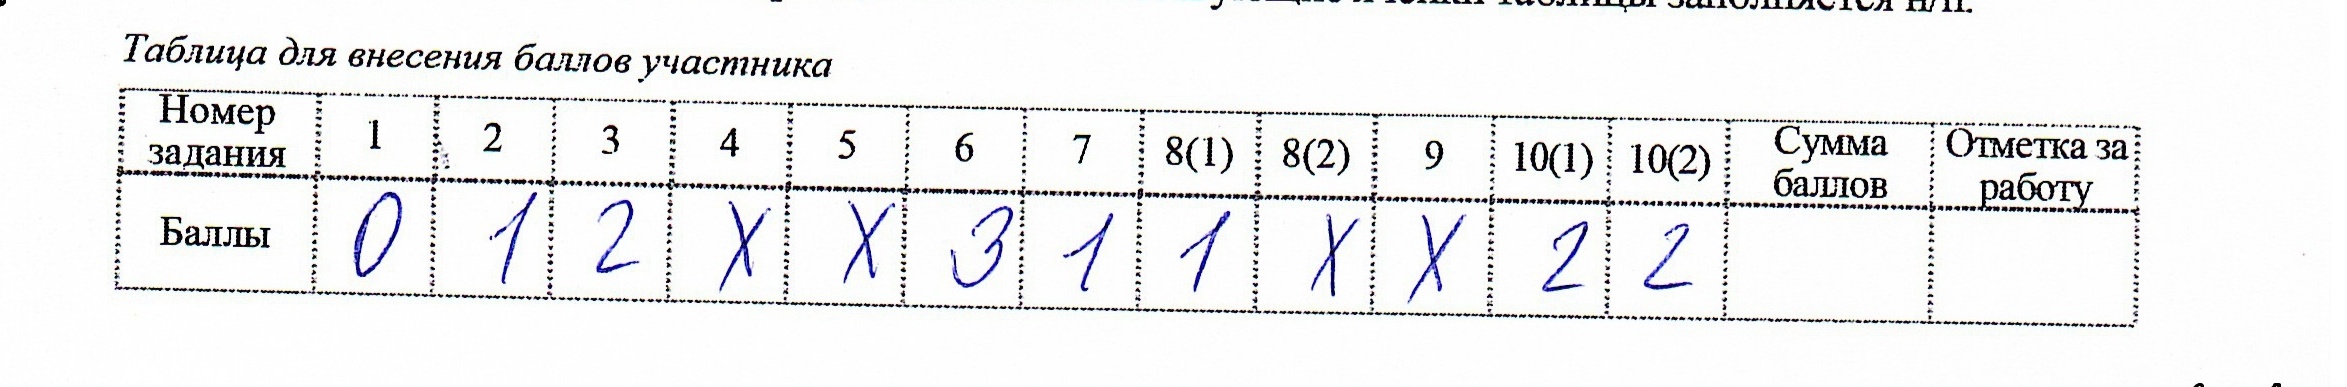 таблицы заполняется н/п.
Таблица для внесения баллов участника
Номер задания 1 2 3 4 5 6 7 8(1) 8(2) 9 10(1) 10(2) Сумма баллов Отметка за работу
Баллы 0 1 2 X X 3 1 1 X X 2 2